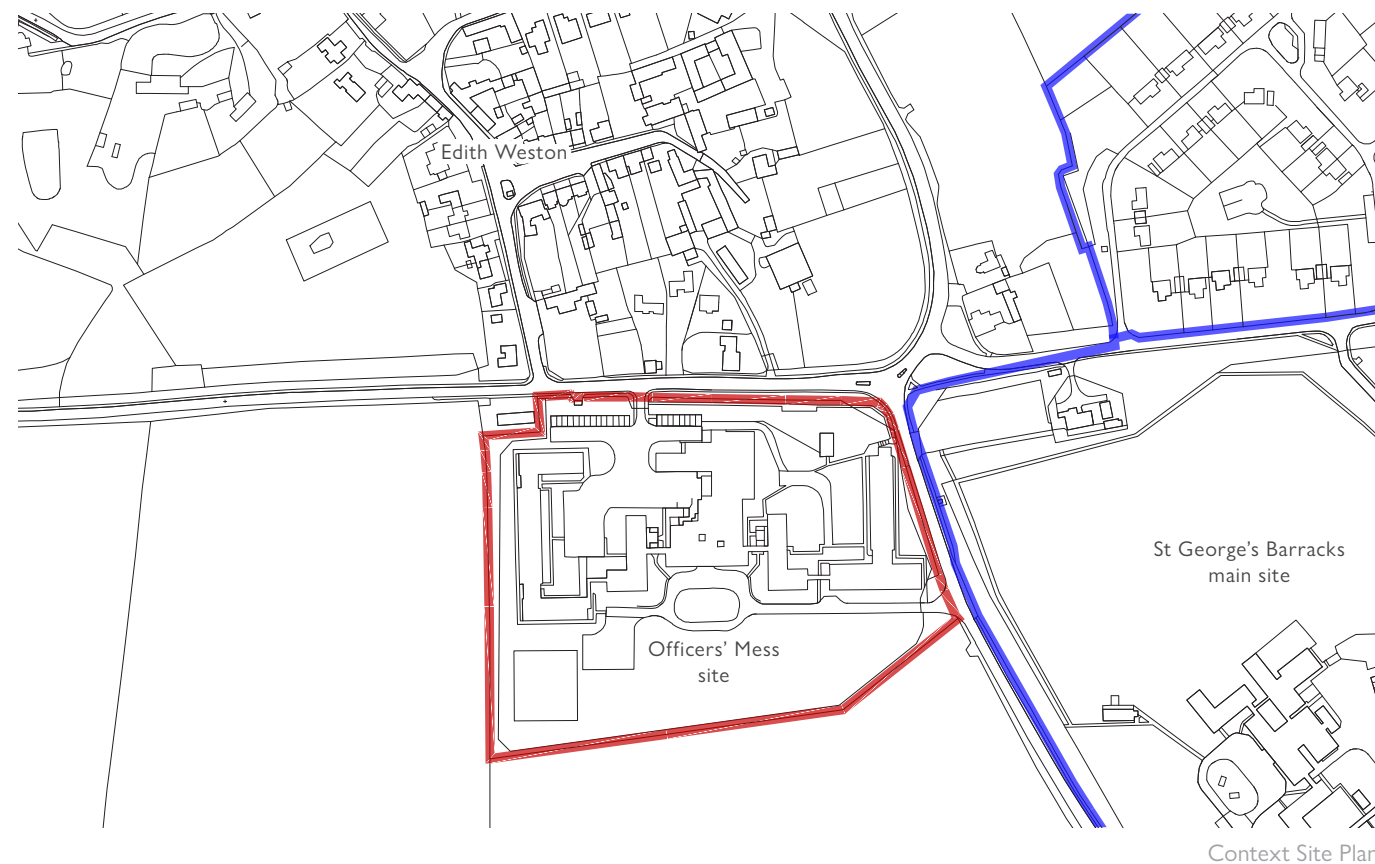 Edith Weston
St George's Barracks
main site
Officers' Mess
site
Context Site Plan